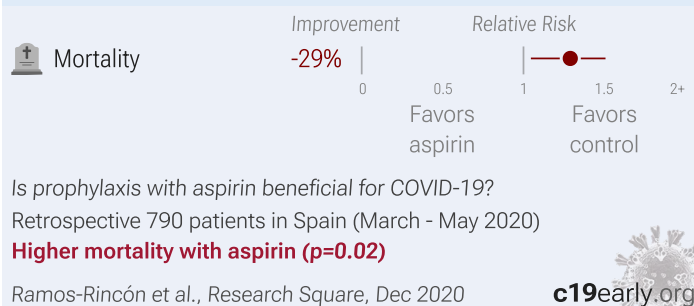 Improvement Relative Risk
Mortality -29%
0 0.5 1 1.5 2+
Favors Favors
aspirin control
Is prophylaxis with aspirin beneficial for COVID-19?
Retrospective 790 patients in Spain (March - May 2020)
Higher mortality with aspirin (p=0.02)
Ramos-Rincón et al., Research Square, Dec 2020 c19early.org